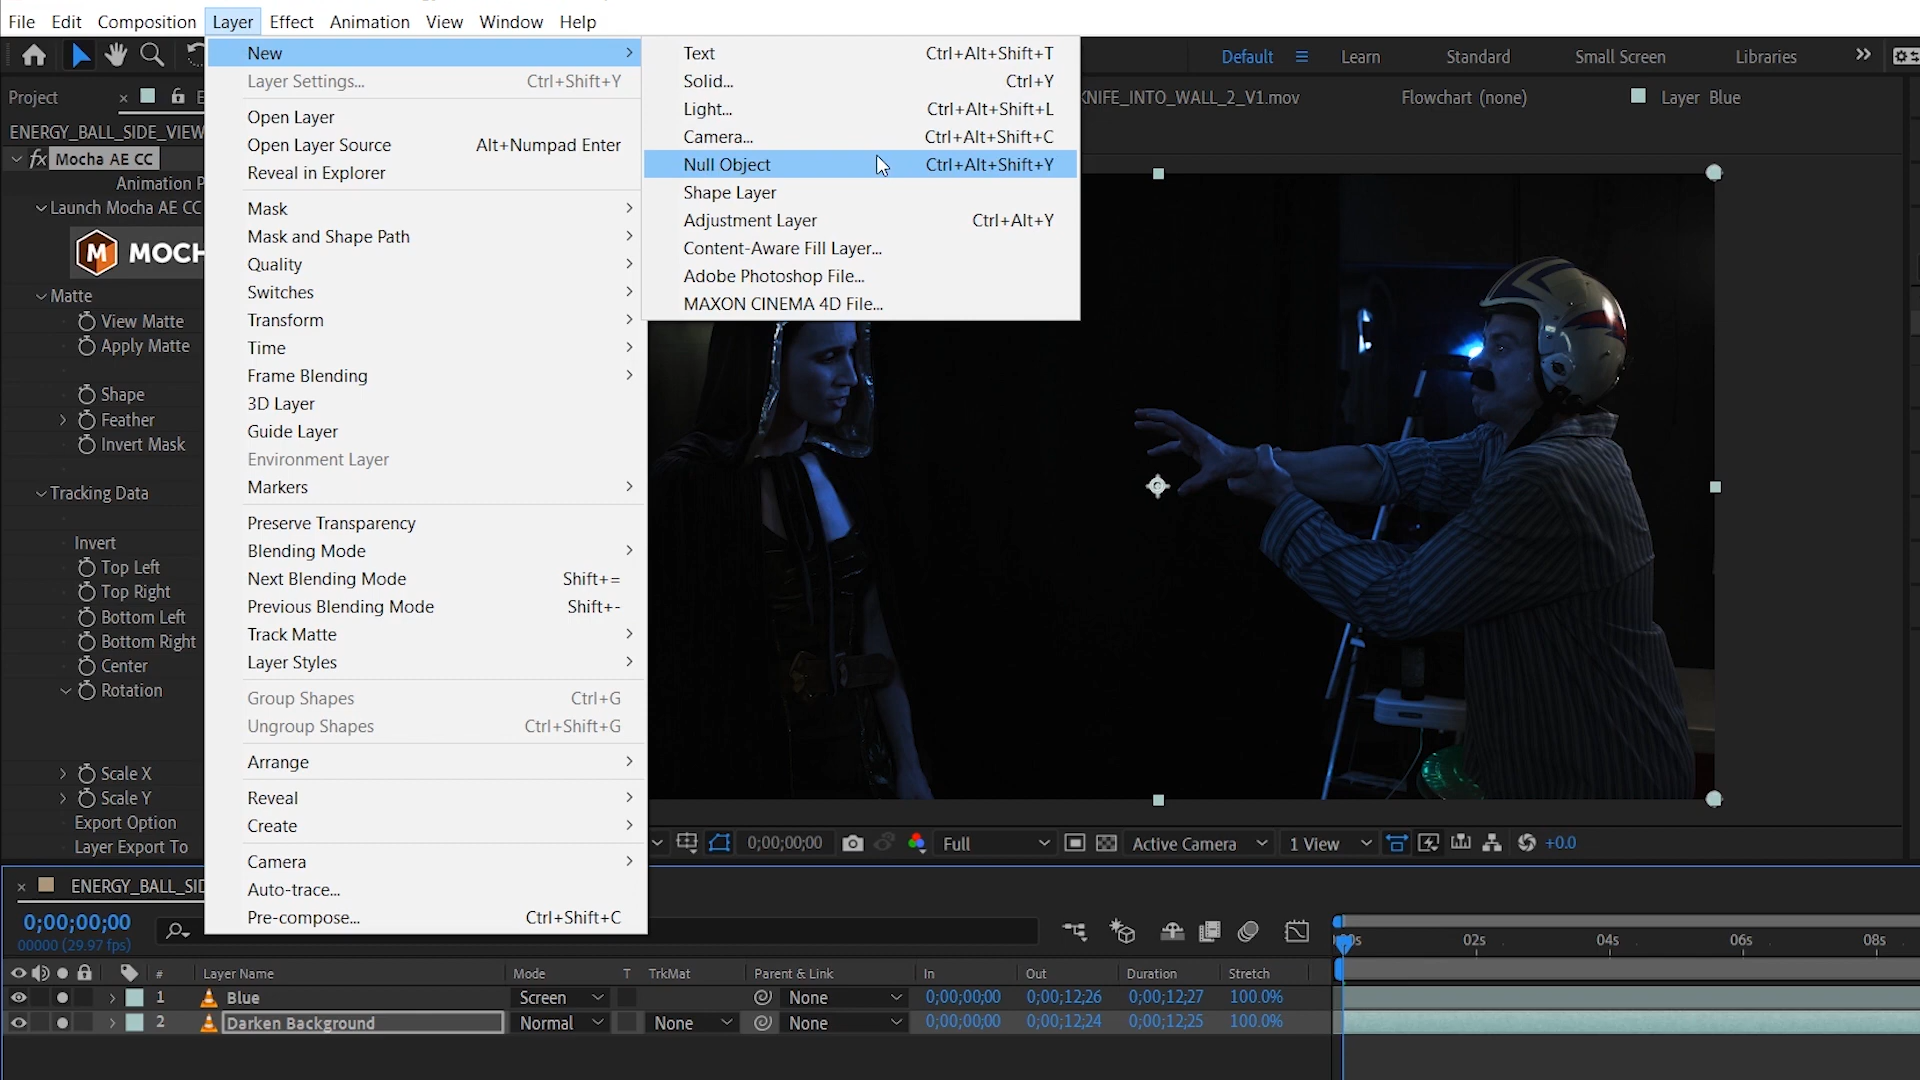 File Edit Composition Layer Effect Animation View Window Help
Default Learn Standard Small Screen Libraries
New
Layer Settings... Ctrl+Shift+Y
Open Layer
Open Layer Source Alt+Numpad Enter
Reveal in Explorer
Mask
Mask and Shape Path
Quality
Switches
Transform
Time
Frame Blending
3D Layer
Guide Layer
Environment Layer
Markers
Preserve Transparency
Blending Mode
Next Blending Mode Shift+=
Previous Blending Mode Shift+-
Track Matte
Layer Styles
Group Shapes Ctrl+G
Ungroup Shapes Ctrl+Shift+G
Arrange
Reveal
Create
Camera
Auto-trace...
Pre-compose... Ctrl+Shift+C
Text Ctrl+Alt+Shift+T
Solid... Ctrl+Y
Light... Ctrl+Alt+Shift+L
Camera... Ctrl+Alt+Shift+C
Null Object Ctrl+Alt+Shift+Y
Shape Layer
Adjustment Layer Ctrl+Alt+Y
Content-Aware Fill Layer...
Adobe Photoshop File...
MAXON CINEMA 4D File...
Project E
KNIFE_INTO_WALL_2_V1.mov Flowchart (none) Layer Blue
ENERGY_BALL_SIDE_VIEW
fx Mocha AE CC
Animation P
Launch Mocha AE CC
M MOCH
Matte
View Matte
Apply Matte
Shape
Feather
Invert Mask
Tracking Data
Invert
Top Left
Top Right
Bottom Left
Bottom Right
Center
Rotation
Scale X
Scale Y
Export Option
Layer Export To
0;00;00;00 Full Active Camera 1 View +0.0
ENERGY_BALL_SID
0;00;00;00
00000 (29.97 fps)
0s 02s 04s 06s 08s
# Layer Name Mode T TrkMat Parent & Link In Out Duration Stretch
1 Blue Screen None 0;00;00;00 0;00;12;26 0;00;12;27 100.0%
2 Darken Background Normal None None 0;00;00;00 0;00;12;24 0;00;12;25 100.0%